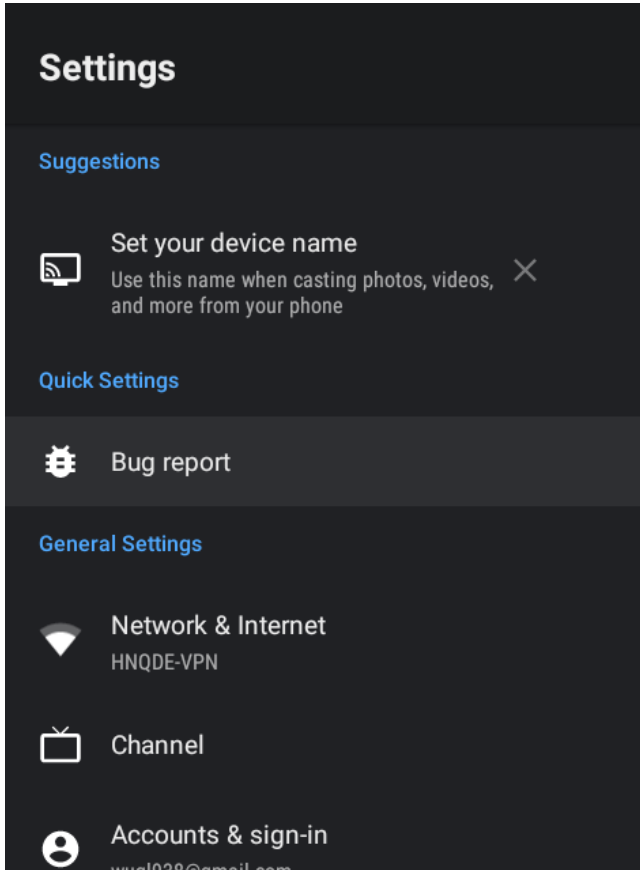 Settings
Suggestions
Set your device name
Use this name when casting photos, videos,
and more from your phone
Quick Settings
Bug report
General Settings
Network & Internet
HNQDE-VPN
Channel
Accounts & sign-in